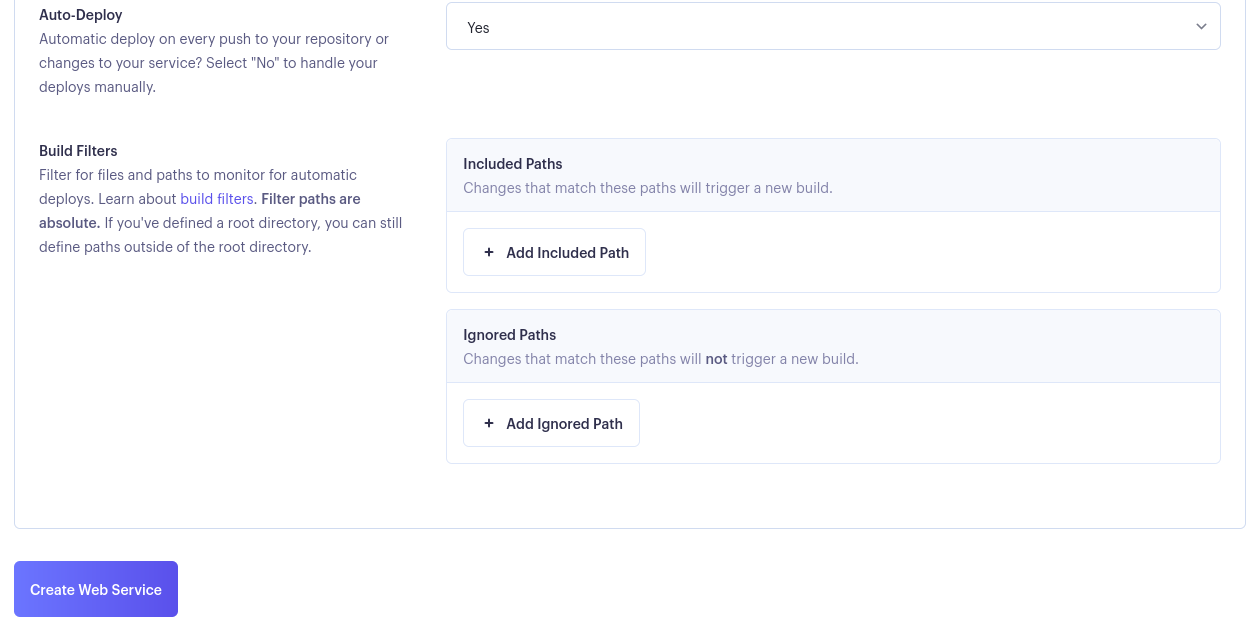 Auto-Deploy
Automatic deploy on every push to your repository or
changes to your service? Select "No" to handle your
deploys manually.
Yes
Build Filters
Filter for files and paths to monitor for automatic
deploys. Learn about build filters. Filter paths are
absolute. If you've defined a root directory, you can still
define paths outside of the root directory.
Included Paths
Changes that match these paths will trigger a new build.
+ Add Included Path
Ignored Paths
Changes that match these paths will not trigger a new build.
+ Add Ignored Path
Create Web Service